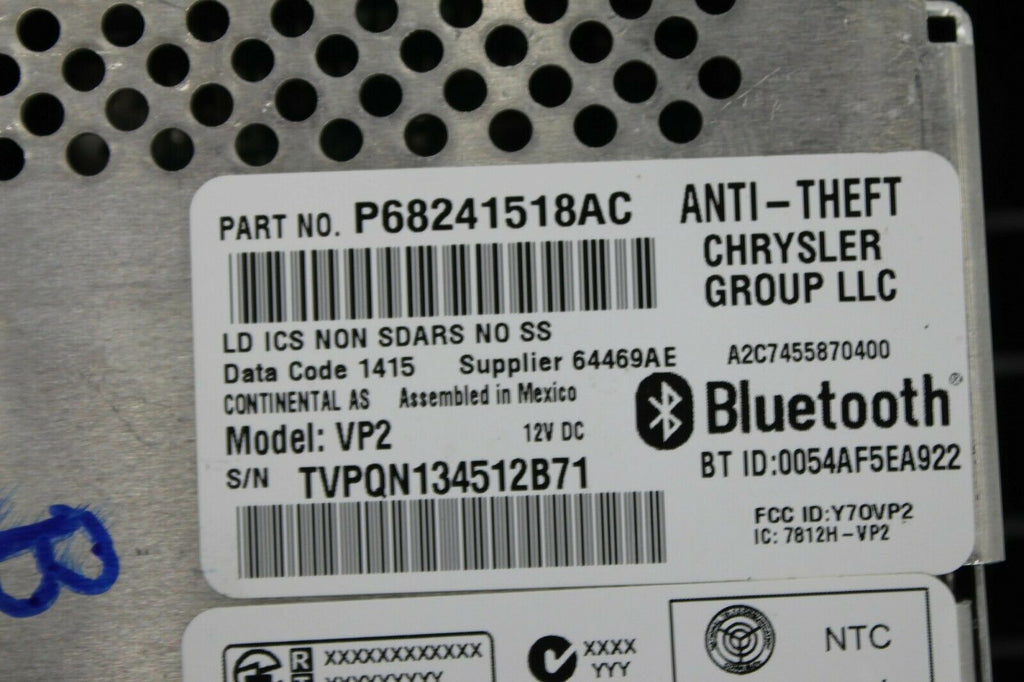 PART NO. P68241518AC
ANTI-THEFT
CHRYSLER
GROUP LLC
LD ICS NON SDARS NO SS
Data Code 1415 Supplier 64469AE
A2C7455870400
CONTINENTAL AS Assembled in Mexico
Bluetooth®
Model: VP2 12V DC
BT ID:0054AF5EA922
S/N TVPQN134512B71
FCC ID:Y7OVP2
IC: 7812H-VP2
B
R XXXXXXXXXXXX
XXXX
YYY
NTC